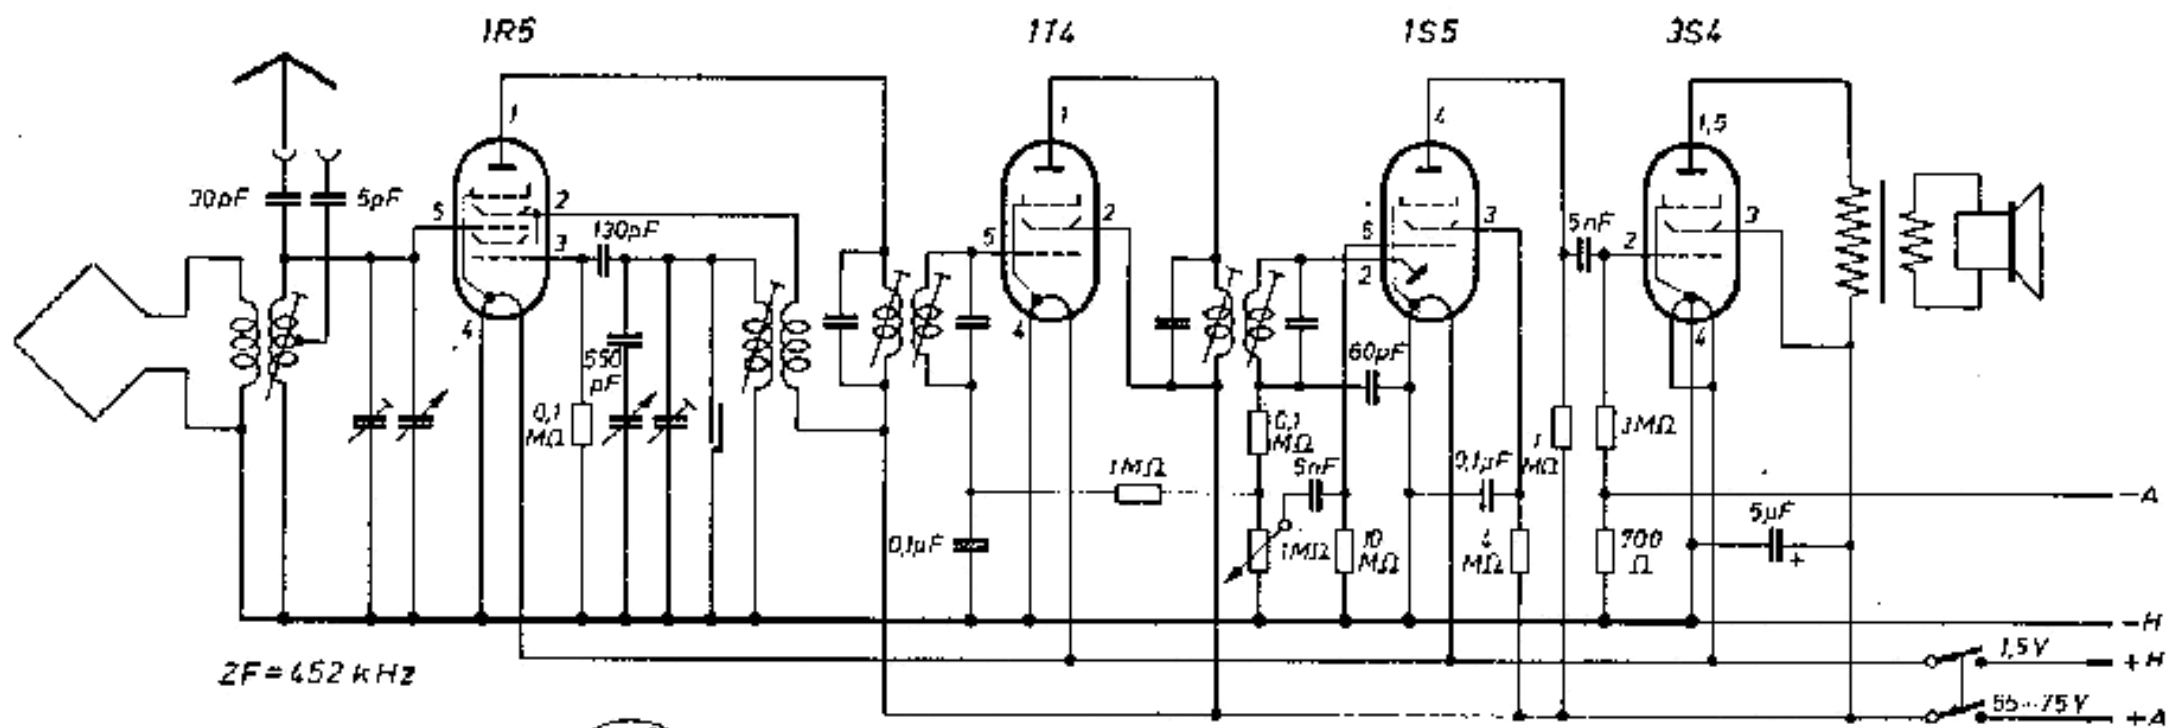 1R5 1T4 1S5 3S4
1 1 4 1,5
30pF 5pF
5 2 130pF 3
5 2
3 5nF
6 2
2 3
4 4 4
550 pF
60pF
0,1 MΩ
0,1 MΩ
1MΩ
5nF
0,1µF
1 MΩ
3MΩ
-A
0,1µF
1MΩ
10 MΩ
4 MΩ
700 Ω
5µF
+
-H
ZF=452 kHz
1,5V +H
55--75V +A